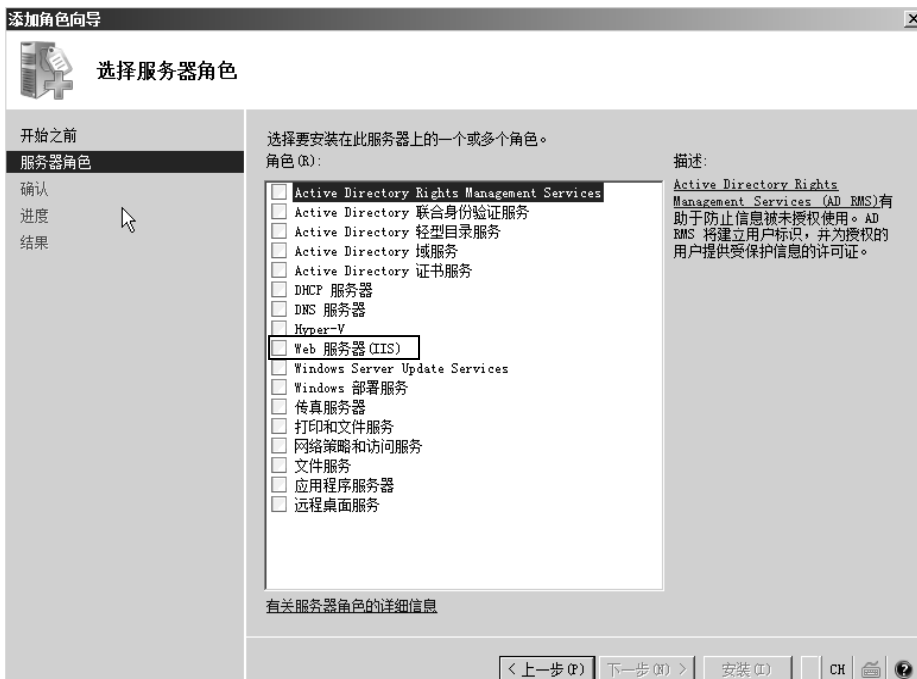 添加角色向导
选择服务器角色
开始之前
服务器角色
确认
进度
结果
选择要安装在此服务器上的一个或多个角色。
角色(R):
Active Directory Rights Management Services
Active Directory 联合身份验证服务
Active Directory 轻型目录服务
Active Directory 域服务
Active Directory 证书服务
DHCP 服务器
DNS 服务器
Hyper-V
Web 服务器(IIS)
Windows Server Update Services
Windows 部署服务
传真服务器
打印和文件服务
网络策略和访问服务
文件服务
应用程序服务器
远程桌面服务
有关服务器角色的详细信息
描述:
Active Directory Rights
Management Services (AD RMS)有
助于防止信息被未授权使用。AD
RMS 将建立用户标识，并为授权的
用户提供受保护信息的许可证。
< 上一步(P)
下一步(N) >
安装(I)
CH